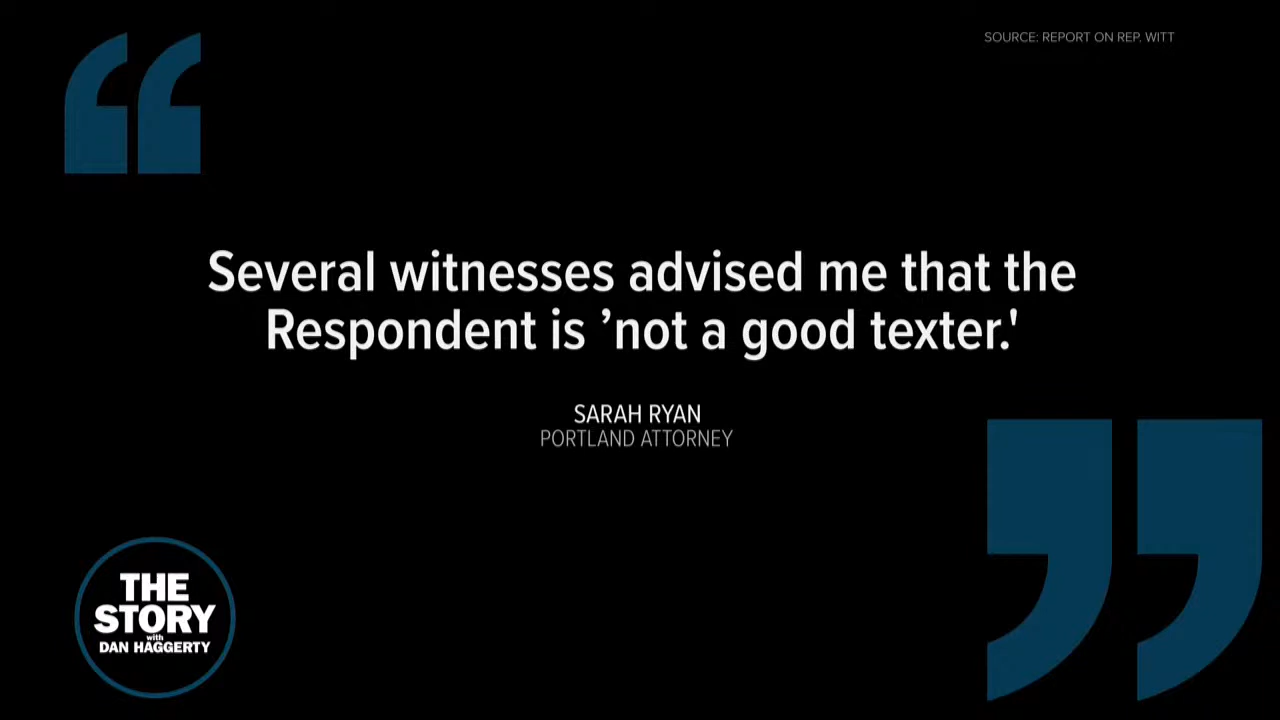 SOURCE: REPORT ON REP. WITT
Several witnesses advised me that the
Respondent is ’not a good texter.'
SARAH RYAN
PORTLAND ATTORNEY
THE
STORY
with
DAN HAGGERTY